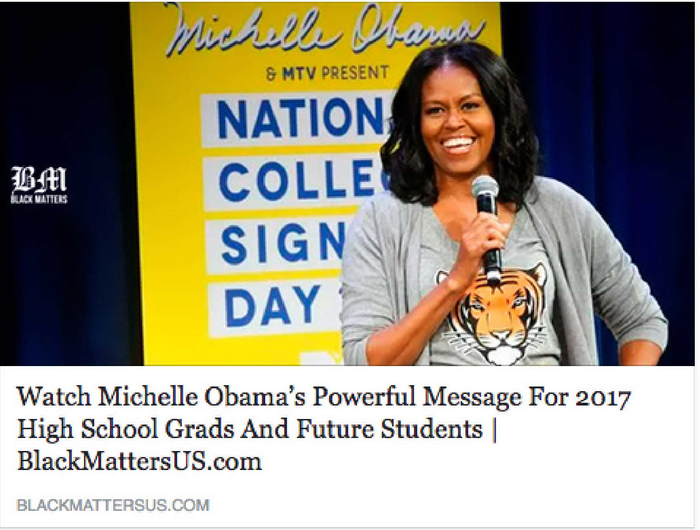 Michelle Obama
& MTV PRESENT
NATION
COLLE
SIGN
DAY
BM
BLACK MATTERS
Watch Michelle Obama's Powerful Message For 2017
High School Grads And Future Students |
BlackMattersUS.com
BLACKMATTERSUS.COM